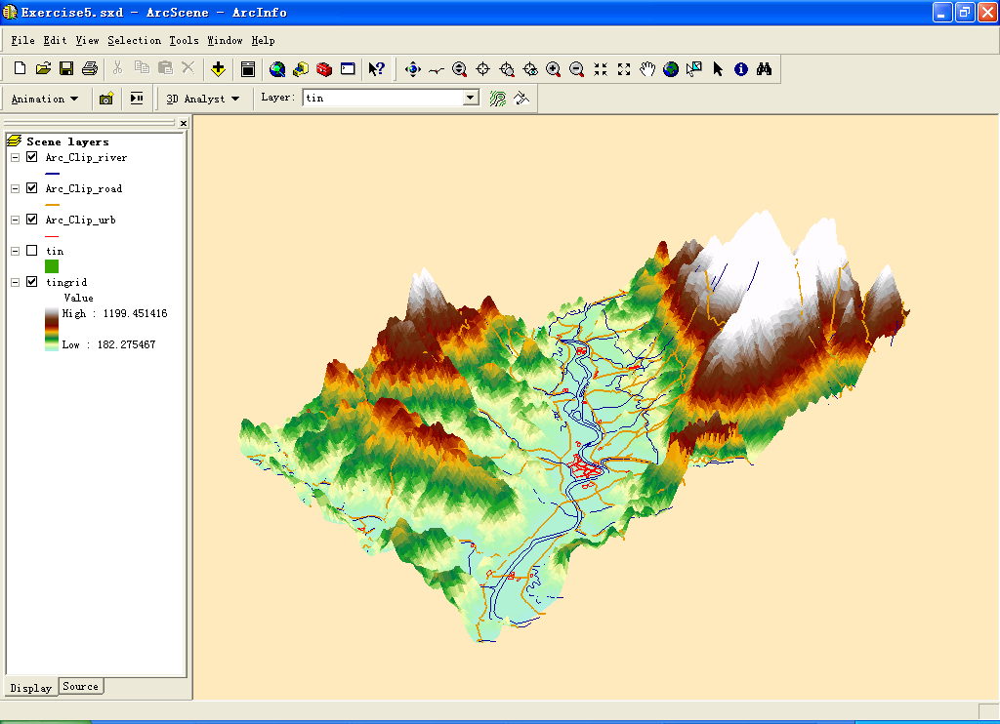 Exercise5.sxd - ArcScene - ArcInfo
File Edit View Selection Tools Window Help
Animation 3D Analyst Layer: tin
Scene layers
Arc_Clip_river
Arc_Clip_road
Arc_Clip_urb
tin
tingrid
Value
High : 1199.451416
Low : 182.275467
Display Source